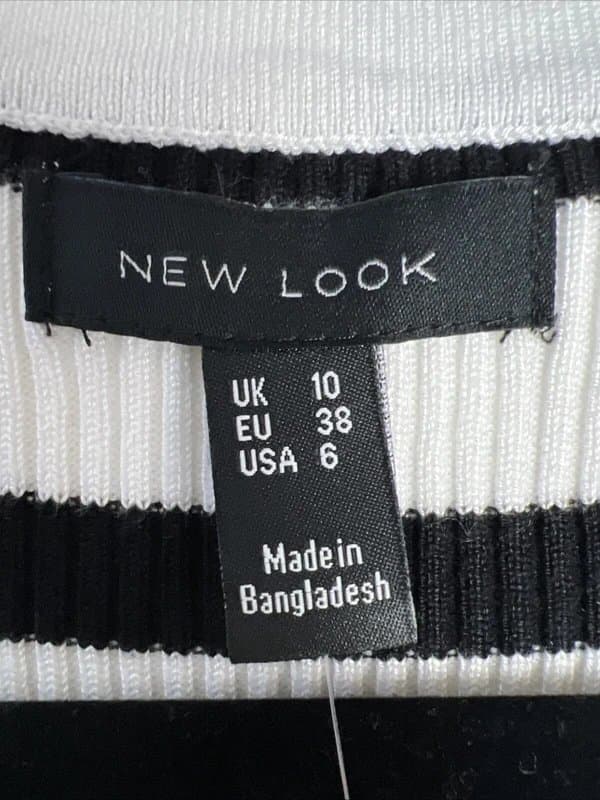 NEW LOOK
UK 10
EU 38
USA 6
Made in
Bangladesh